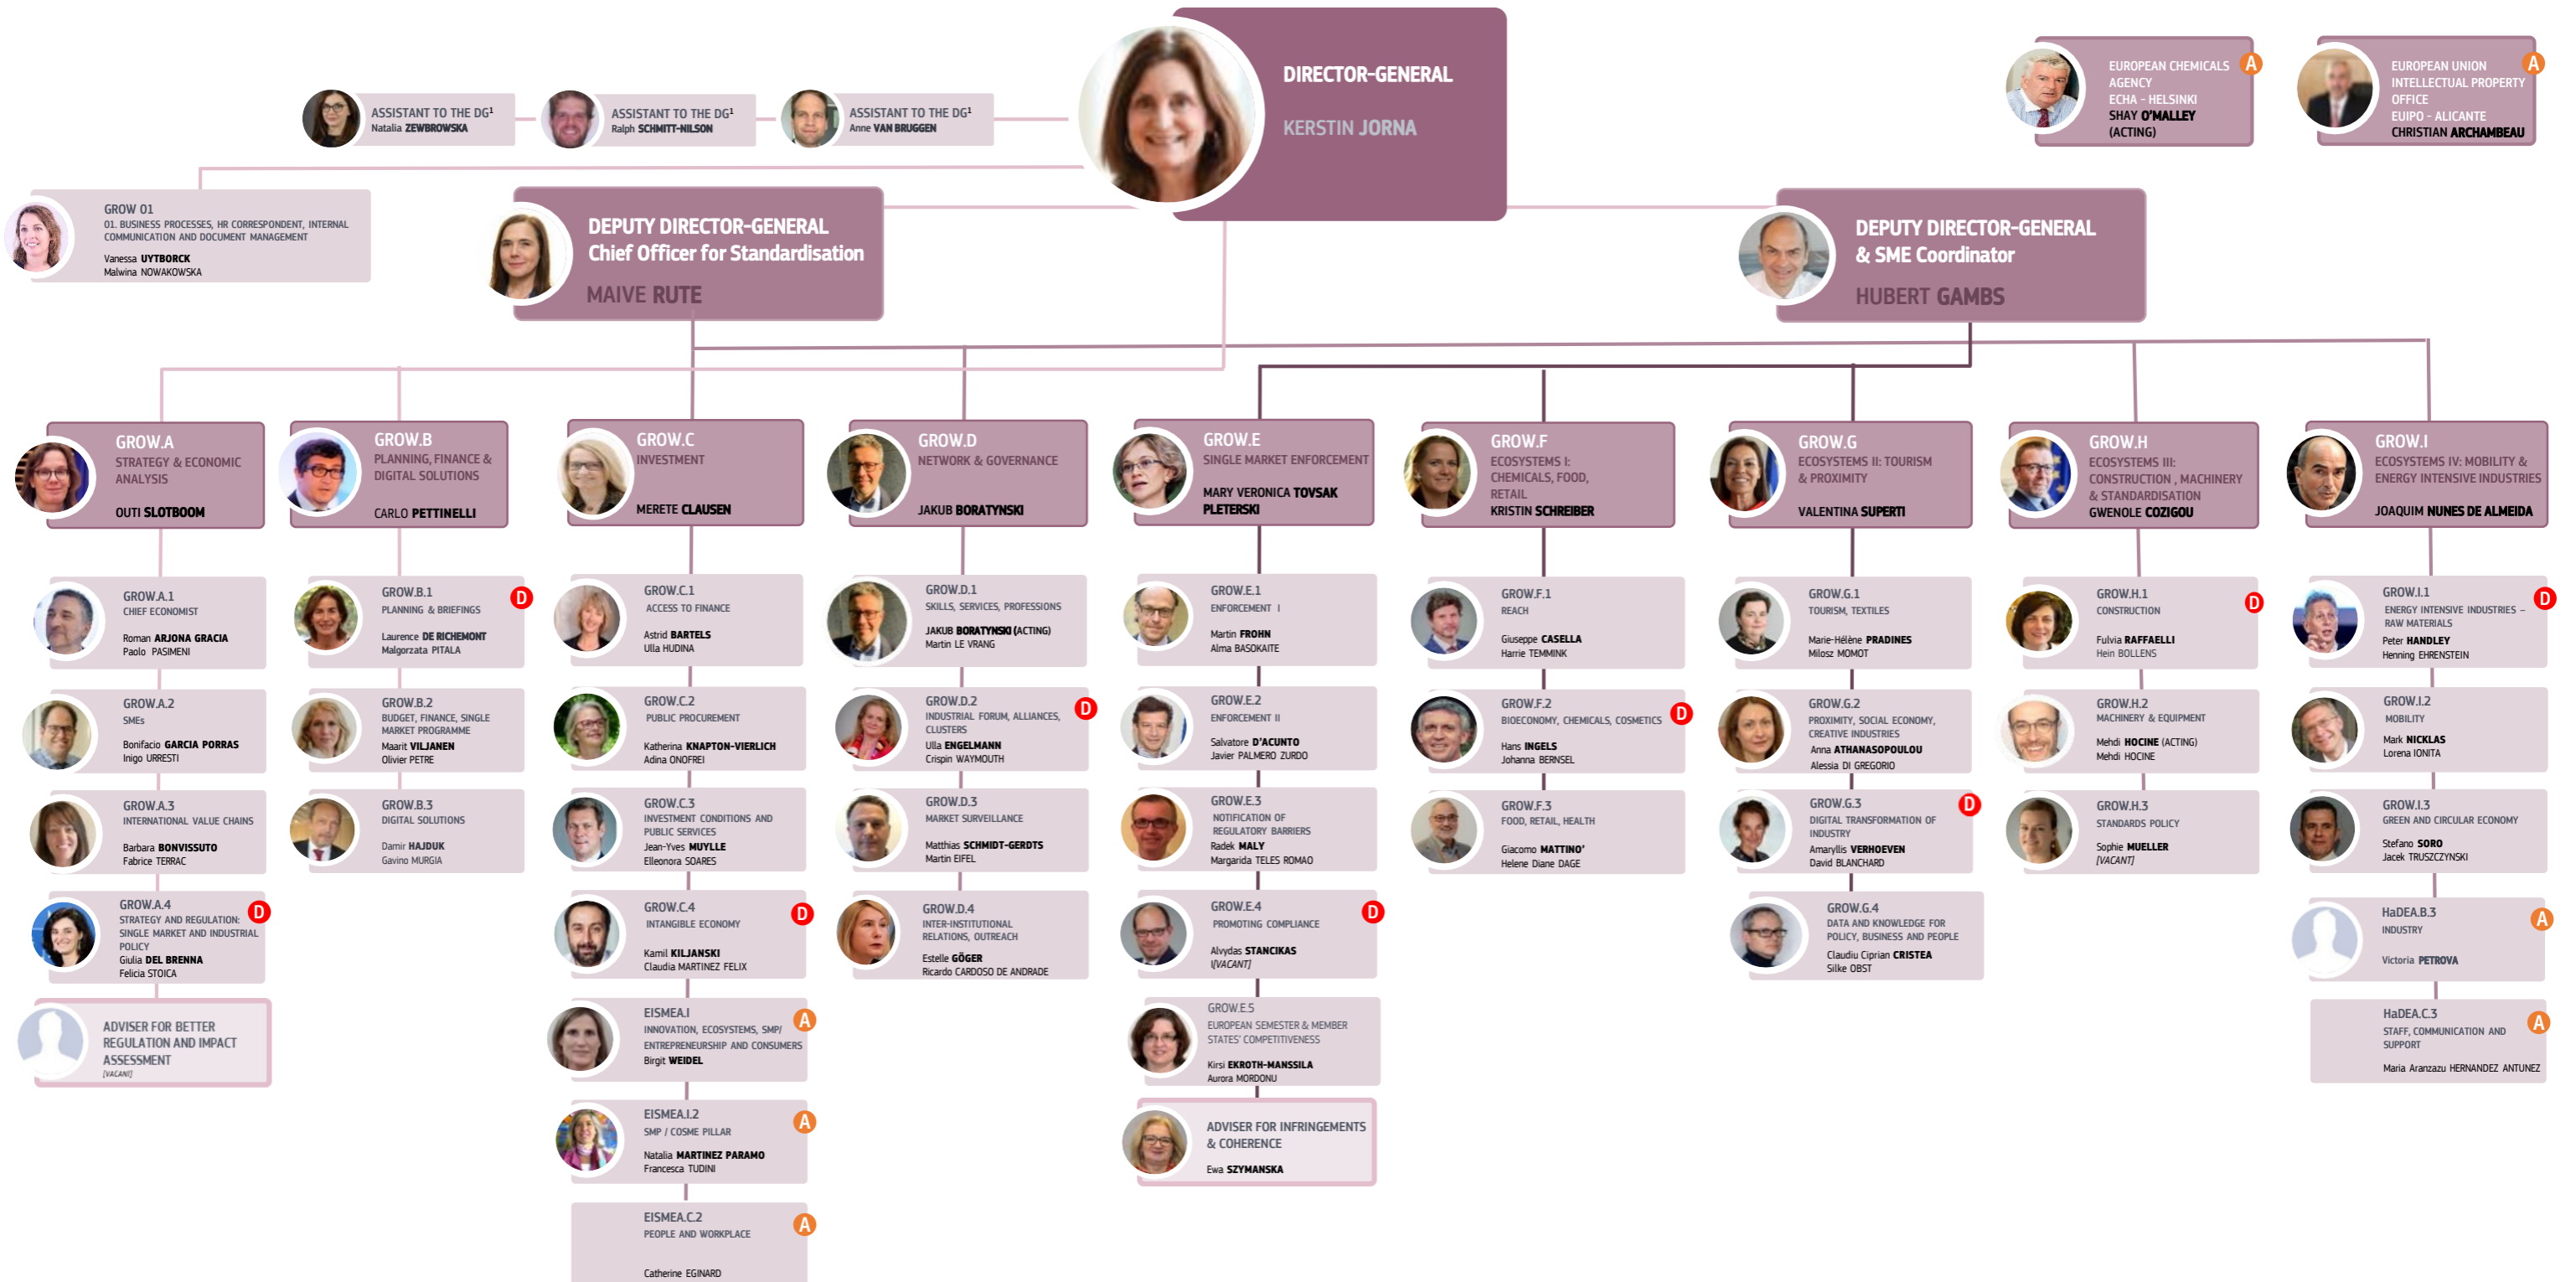 DIRECTOR-GENERAL
KERSTIN JORNA
EUROPEAN CHEMICALS
AGENCY
ECHA - HELSINKI
SHAY O'MALLEY
(ACTING)
A
EUROPEAN UNION
INTELLECTUAL PROPERTY
OFFICE
EUIPO - ALICANTE
CHRISTIAN ARCHAMBEAU
A
ASSISTANT TO THE DG¹
Natalia ZEWBROWSKA
ASSISTANT TO THE DG¹
Ralph SCHMITT-NILSON
ASSISTANT TO THE DG¹
Anne VAN BRUGGEN
GROW 01
01. BUSINESS PROCESSES, HR CORRESPONDENT, INTERNAL
COMMUNICATION AND DOCUMENT MANAGEMENT
Vanessa UYTBORCK
Malwina NOWAKOWSKA
DEPUTY DIRECTOR-GENERAL
Chief Officer for Standardisation
MAIVE RUTE
DEPUTY DIRECTOR-GENERAL
& SME Coordinator
HUBERT GAMBS
GROW.A
STRATEGY & ECONOMIC
ANALYSIS
OUTI SLOTBOOM
GROW.B
PLANNING, FINANCE &
DIGITAL SOLUTIONS
CARLO PETTINELLI
GROW.C
INVESTMENT
MERETE CLAUSEN
GROW.D
NETWORK & GOVERNANCE
JAKUB BORATYNSKI
GROW.E
SINGLE MARKET ENFORCEMENT
MARY VERONICA TOVSAK
PLETERSKI
GROW.F
ECOSYSTEMS I:
CHEMICALS, FOOD,
RETAIL
KRISTIN SCHREIBER
GROW.G
ECOSYSTEMS II: TOURISM
& PROXIMITY
VALENTINA SUPERTI
GROW.H
ECOSYSTEMS III:
CONSTRUCTION , MACHINERY
& STANDARDISATION
GWENOLE COZIGOU
GROW.I
ECOSYSTEMS IV: MOBILITY &
ENERGY INTENSIVE INDUSTRIES
JOAQUIM NUNES DE ALMEIDA
GROW.A.1
CHIEF ECONOMIST
Roman ARJONA GRACIA
Paolo PASIMENI
GROW.A.2
SMEs
Bonifacio GARCIA PORRAS
Inigo URRESTI
GROW.A.3
INTERNATIONAL VALUE CHAINS
Barbara BONVISSUTO
Fabrice TERRAC
GROW.A.4
STRATEGY AND REGULATION:
SINGLE MARKET AND INDUSTRIAL
POLICY
Giulia DEL BRENNA
Felicia STOICA
D
ADVISER FOR BETTER
REGULATION AND IMPACT
ASSESSMENT
[VACANT]
GROW.B.1
PLANNING & BRIEFINGS
Laurence DE RICHEMONT
Malgorzata PITALA
D
GROW.B.2
BUDGET, FINANCE, SINGLE
MARKET PROGRAMME
Maarit VILJANEN
Olivier PETRE
GROW.B.3
DIGITAL SOLUTIONS
Damir HAJDUK
Gavino MURGIA
GROW.C.1
ACCESS TO FINANCE
Astrid BARTELS
Ulla HUDINA
GROW.C.2
PUBLIC PROCUREMENT
Katherina KNAPTON-VIERLICH
Adina ONOFREI
GROW.C.3
INVESTMENT CONDITIONS AND
PUBLIC SERVICES
Jean-Yves MUYLLE
Elleonora SOARES
GROW.C.4
INTANGIBLE ECONOMY
Kamil KILJANSKI
Claudia MARTINEZ FELIX
D
EISMEA.I
INNOVATION, ECOSYSTEMS, SMP/
ENTREPRENEURSHIP AND CONSUMERS
Birgit WEIDEL
A
EISMEA.I.2
SMP / COSME PILLAR
Natalia MARTINEZ PARAMO
Francesca TUDINI
A
EISMEA.C.2
PEOPLE AND WORKPLACE
Catherine EGINARD
A
GROW.D.1
SKILLS, SERVICES, PROFESSIONS
JAKUB BORATYNSKI (ACTING)
Martin LE VRANG
GROW.D.2
INDUSTRIAL FORUM, ALLIANCES,
CLUSTERS
Ulla ENGELMANN
Crispin WAYMOUTH
D
GROW.D.3
MARKET SURVEILLANCE
Matthias SCHMIDT-GERDTS
Martin EIFEL
GROW.D.4
INTER-INSTITUTIONAL
RELATIONS, OUTREACH
Estelle GÖGER
Ricardo CARDOSO DE ANDRADE
GROW.E.1
ENFORCEMENT I
Martin FROHN
Alma BASOKAITE
GROW.E.2
ENFORCEMENT II
Salvatore D'ACUNTO
Javier PALMERO ZURDO
GROW.E.3
NOTIFICATION OF
REGULATORY BARRIERS
Radek MALY
Margarida TELES ROMAO
GROW.E.4
PROMOTING COMPLIANCE
Alvydas STANCIKAS
I[VACANT]
D
GROW.E.5
EUROPEAN SEMESTER & MEMBER
STATES' COMPETITIVENESS
Kirsi EKROTH-MANSSILA
Aurora MORDONU
ADVISER FOR INFRINGEMENTS
& COHERENCE
Ewa SZYMANSKA
GROW.F.1
REACH
Giuseppe CASELLA
Harrie TEMMINK
GROW.F.2
BIOECONOMY, CHEMICALS, COSMETICS
Hans INGELS
Johanna BERNSEL
D
GROW.F.3
FOOD, RETAIL, HEALTH
Giacomo MATTINO'
Helene Diane DAGE
GROW.G.1
TOURISM, TEXTILES
Marie-Hélène PRADINES
Milosz MOMOT
GROW.G.2
PROXIMITY, SOCIAL ECONOMY,
CREATIVE INDUSTRIES
Anna ATHANASOPOULOU
Alessia DI GREGORIO
GROW.G.3
DIGITAL TRANSFORMATION OF
INDUSTRY
Amaryllis VERHOEVEN
David BLANCHARD
D
GROW.G.4
DATA AND KNOWLEDGE FOR
POLICY, BUSINESS AND PEOPLE
Claudiu Ciprian CRISTEA
Silke OBST
GROW.H.1
CONSTRUCTION
Fulvia RAFFAELLI
Hein BOLLENS
D
GROW.H.2
MACHINERY & EQUIPMENT
Mehdi HOCINE (ACTING)
Mehdi HOCINE
GROW.H.3
STANDARDS POLICY
Sophie MUELLER
[VACANT]
GROW.I.1
ENERGY INTENSIVE INDUSTRIES –
RAW MATERIALS
Peter HANDLEY
Henning EHRENSTEIN
D
GROW.I.2
MOBILITY
Mark NICKLAS
Lorena IONITA
GROW.I.3
GREEN AND CIRCULAR ECONOMY
Stefano SORO
Jacek TRUSZCZYNSKI
HaDEA.B.3
INDUSTRY
Victoria PETROVA
A
HaDEA.C.3
STAFF, COMMUNICATION AND
SUPPORT
Maria Aranzazu HERNANDEZ ANTUNEZ
A